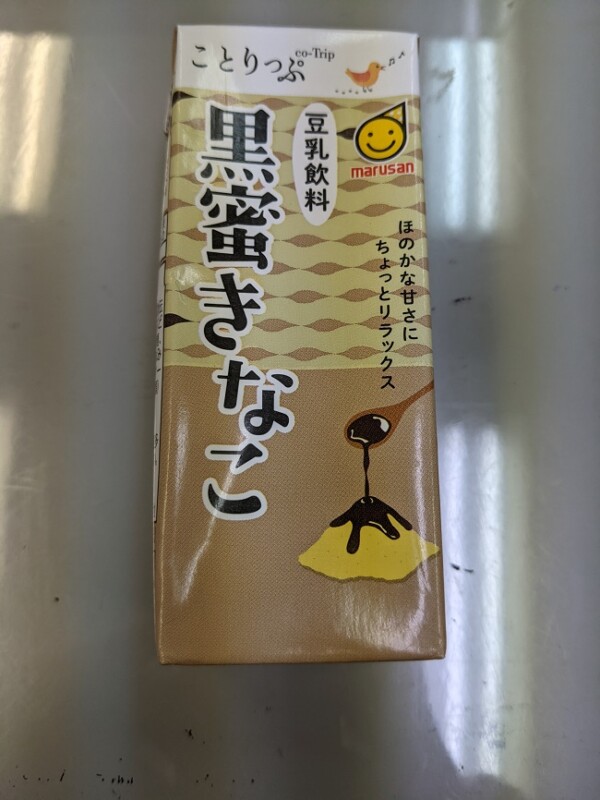 ことりっぷ
co-Trip
豆乳飲料
黒蜜きなこ
marusan
ほのかな甘さに
ちょっとリラックス